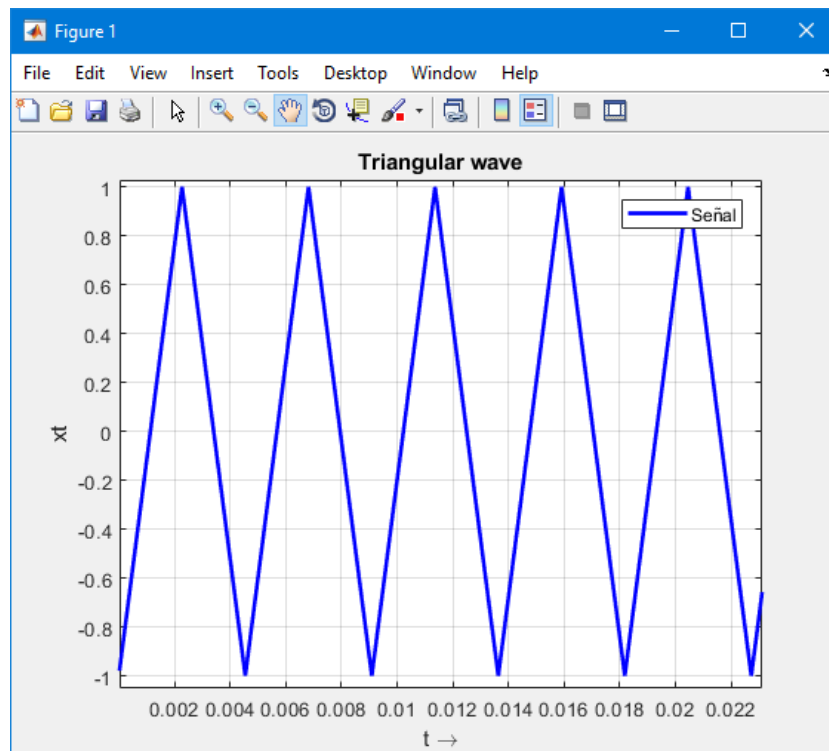 Figure 1
File Edit View Insert Tools Desktop Window Help
Triangular wave
Señal
1
0.8
0.6
0.4
0.2
0
-0.2
-0.4
-0.6
-0.8
-1
xt
0.002 0.004 0.006 0.008 0.01 0.012 0.014 0.016 0.018 0.02 0.022
t →